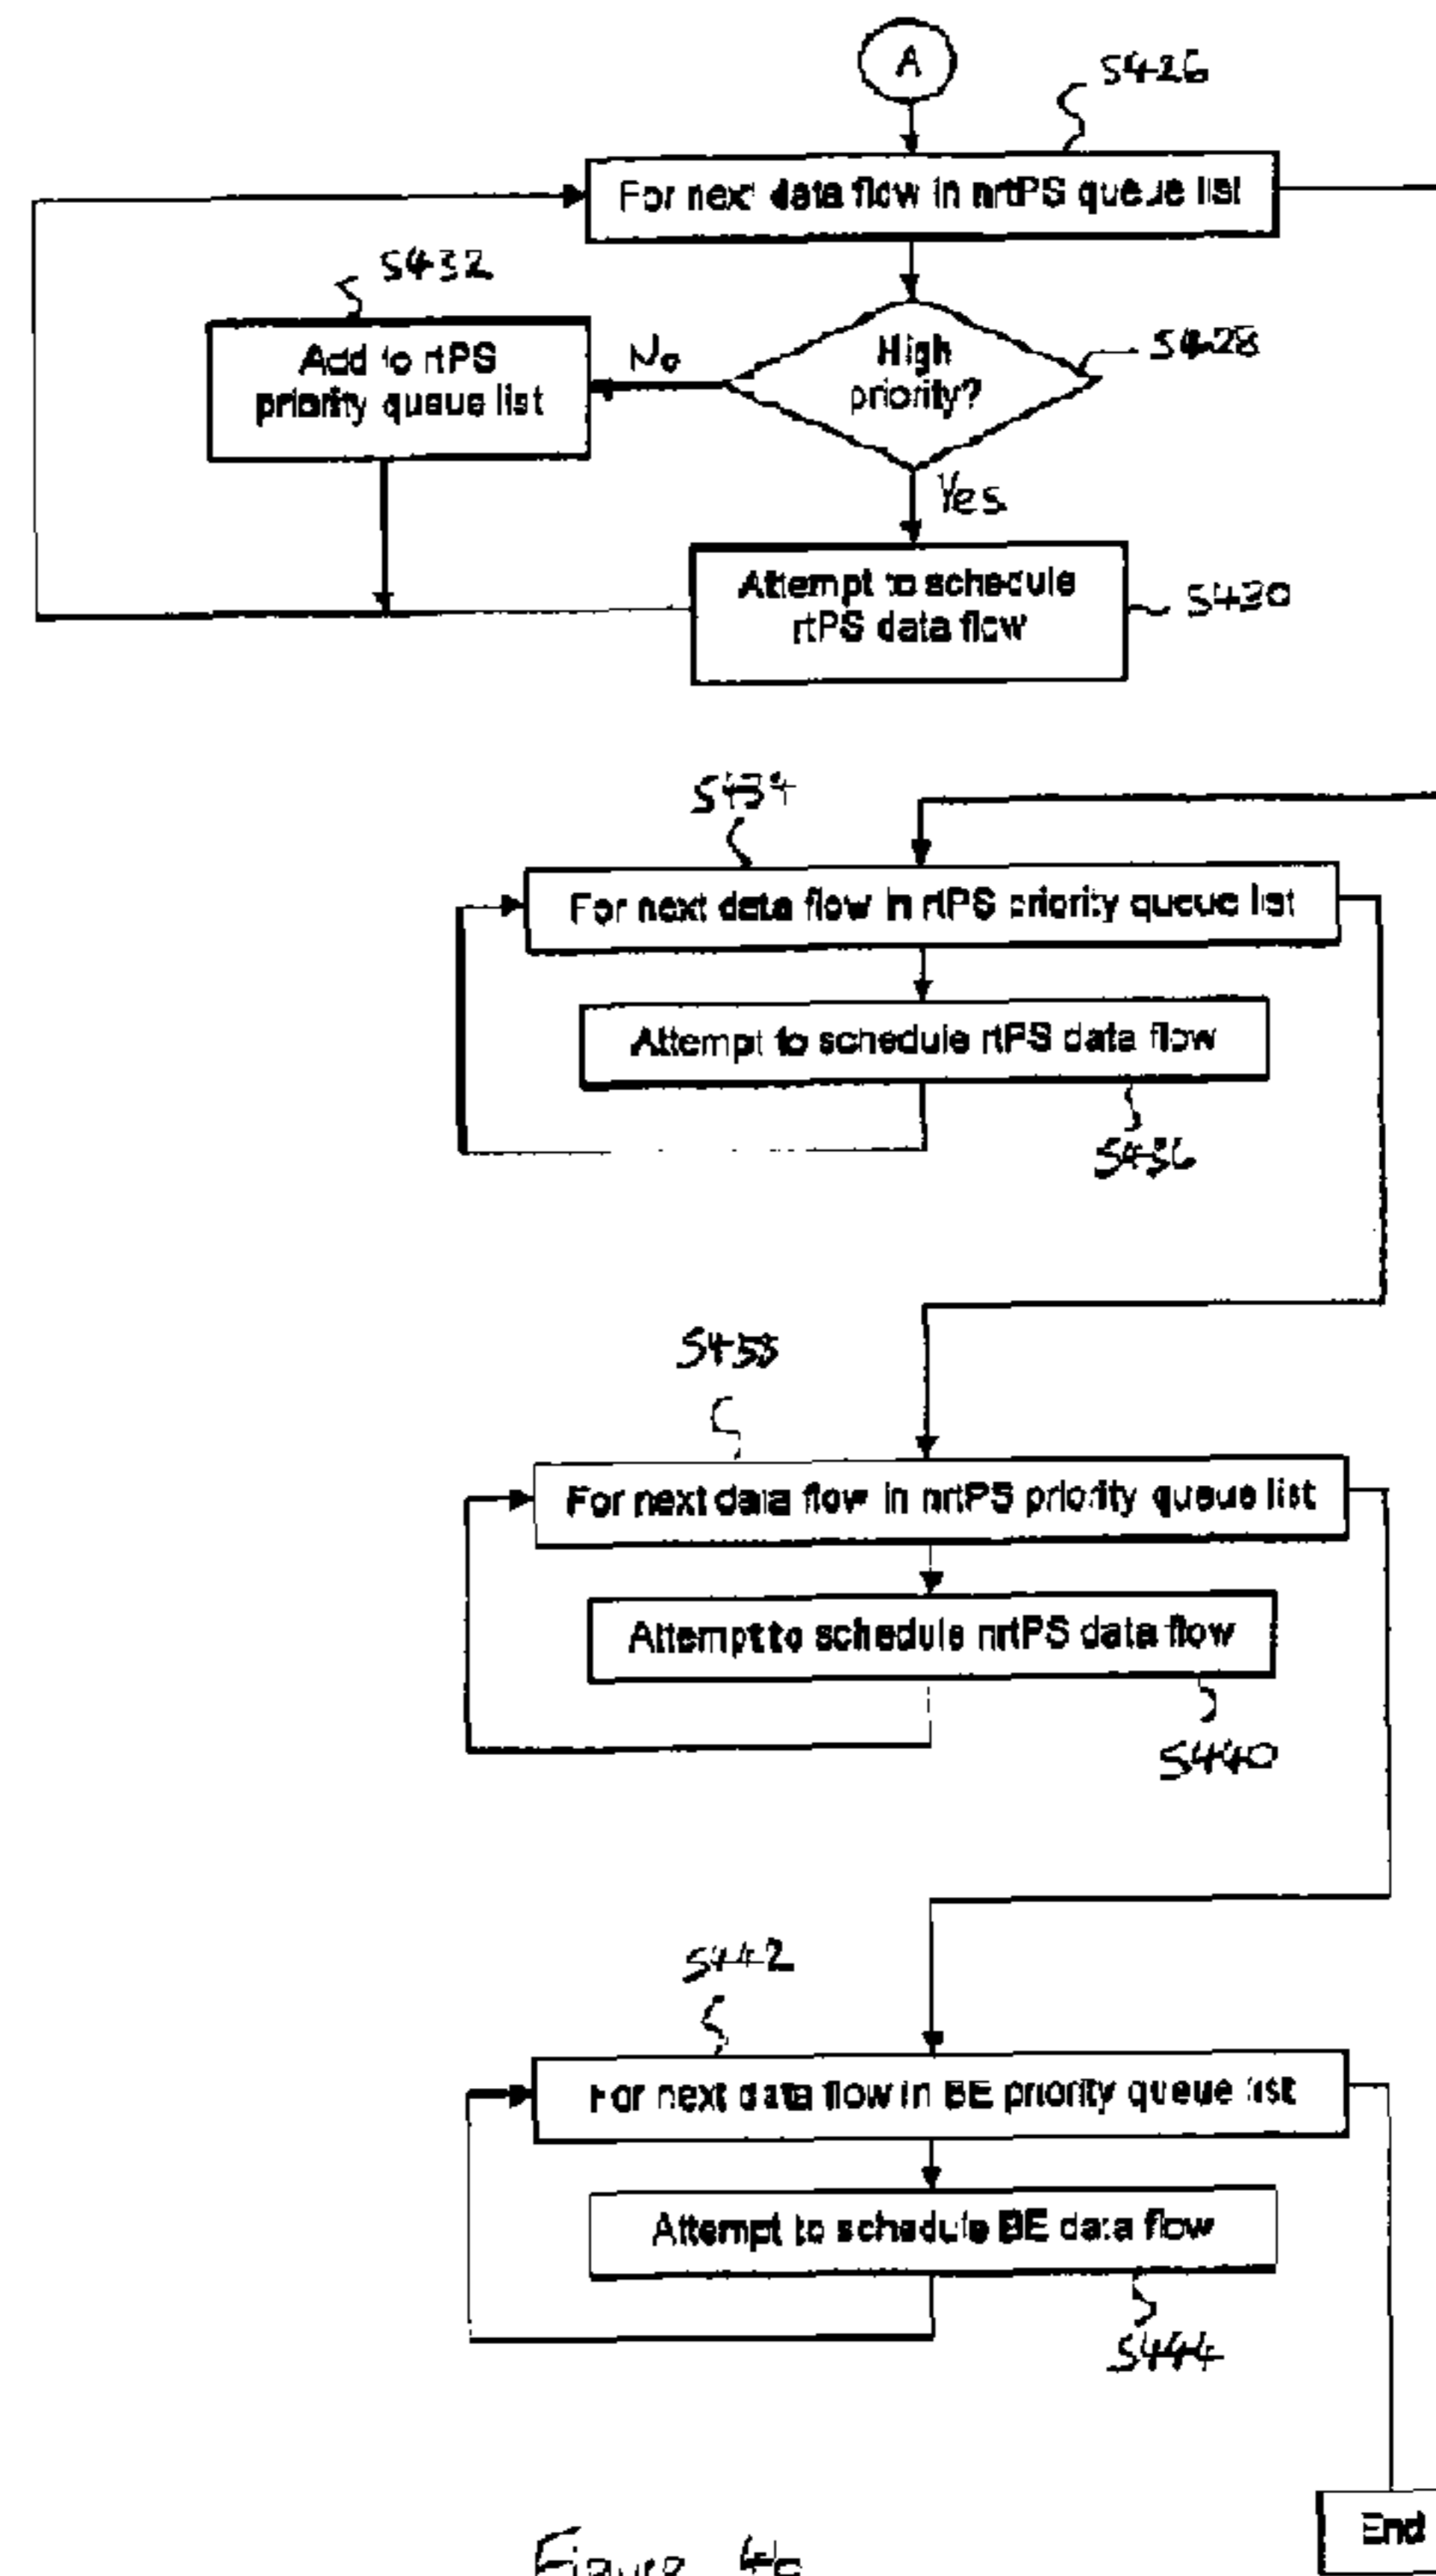 A
S426
For next data flow in nrtPS queue list
S432
Add to rtPS
priority queue list
No
High
priority?
S428
Yes
Attempt to schedule
rtPS data flow
S430
S434
For next data flow in rtPS priority queue list
Attempt to schedule rtPS data flow
S436
S438
For next data flow in nrtPS priority queue list
Attempt to schedule nrtPS data flow
S440
S442
For next data flow in BE priority queue list
Attempt to schedule BE data flow
S444
End
Figure